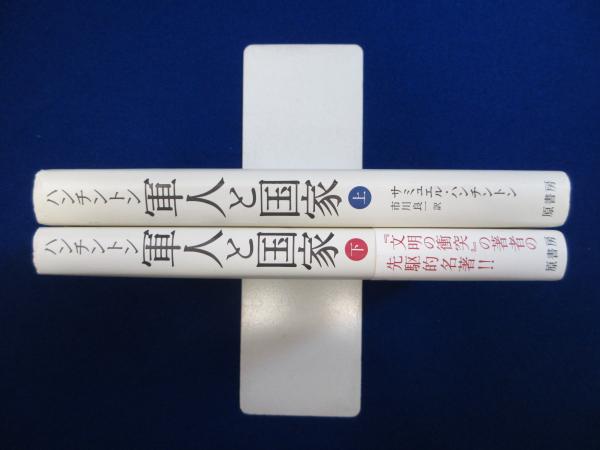 ハンチントン
軍人と国家
上
サミュエル・ハンチントン
市川良一 訳
原書房
ハンチントン
軍人と国家
下
『文明の衝突』の著者の
先駆的名著!!
原書房